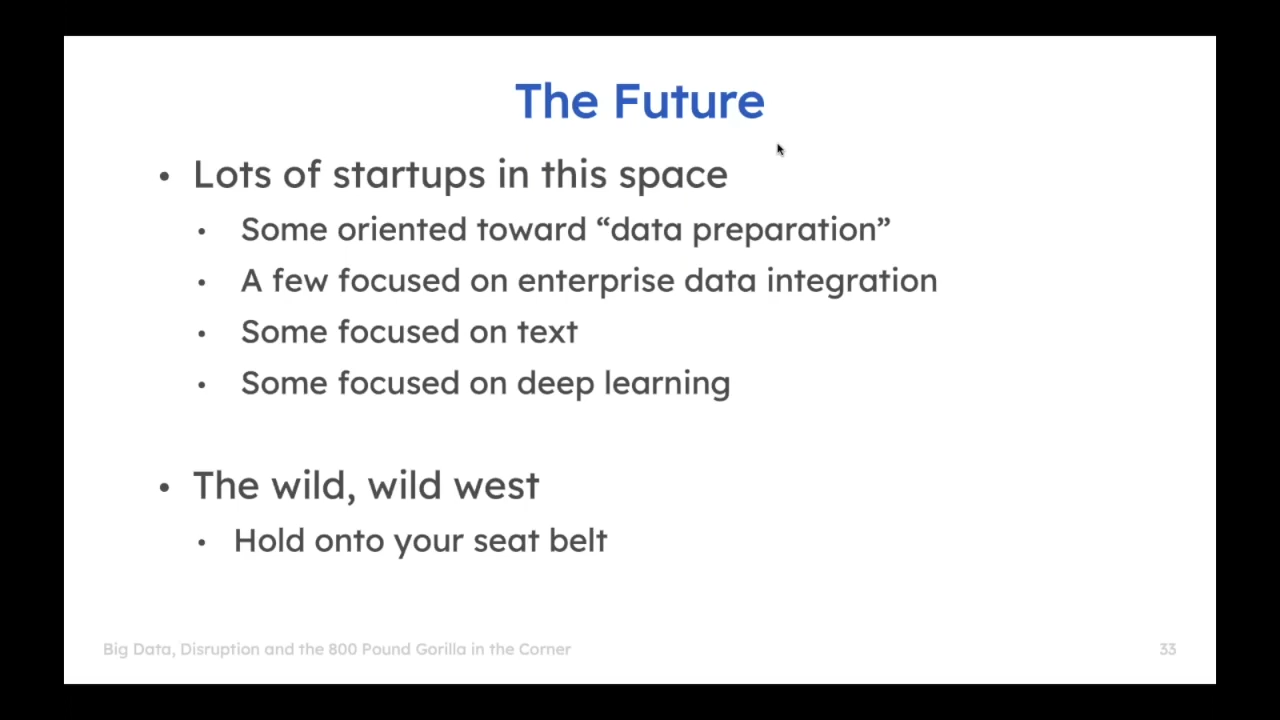 The Future
• Lots of startups in this space
• Some oriented toward “data preparation”
• A few focused on enterprise data integration
• Some focused on text
• Some focused on deep learning
• The wild, wild west
• Hold onto your seat belt
Big Data, Disruption and the 800 Pound Gorilla in the Corner
33